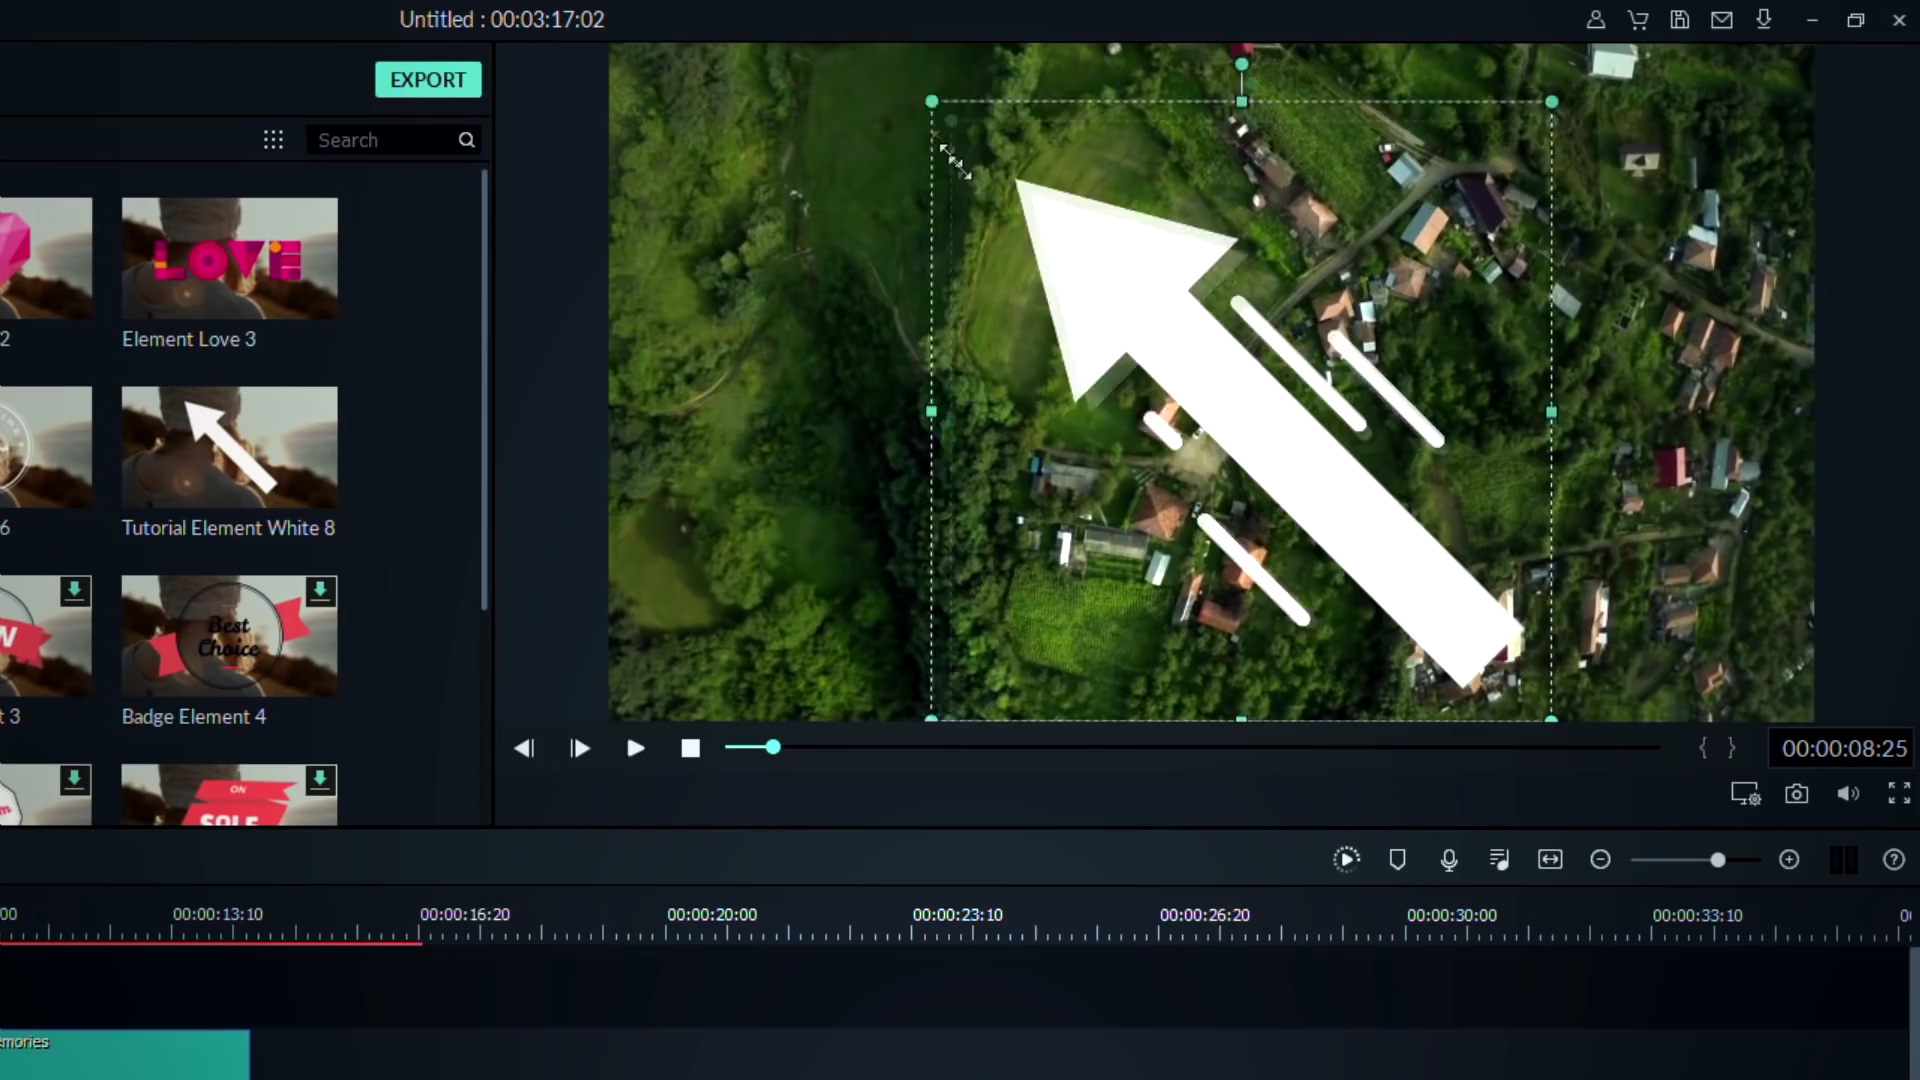 Untitled : 00:03:17:02
EXPORT
Search
2
LOVE
Element Love 3
6
Tutorial Element White 8
W
Best
Choice
t 3
Badge Element 4
m
ON
SALE
00:00:08:25
00
00:00:13:10
00:00:16:20
00:00:20:00
00:00:23:10
00:00:26:20
00:00:30:00
00:00:33:10
0
emories